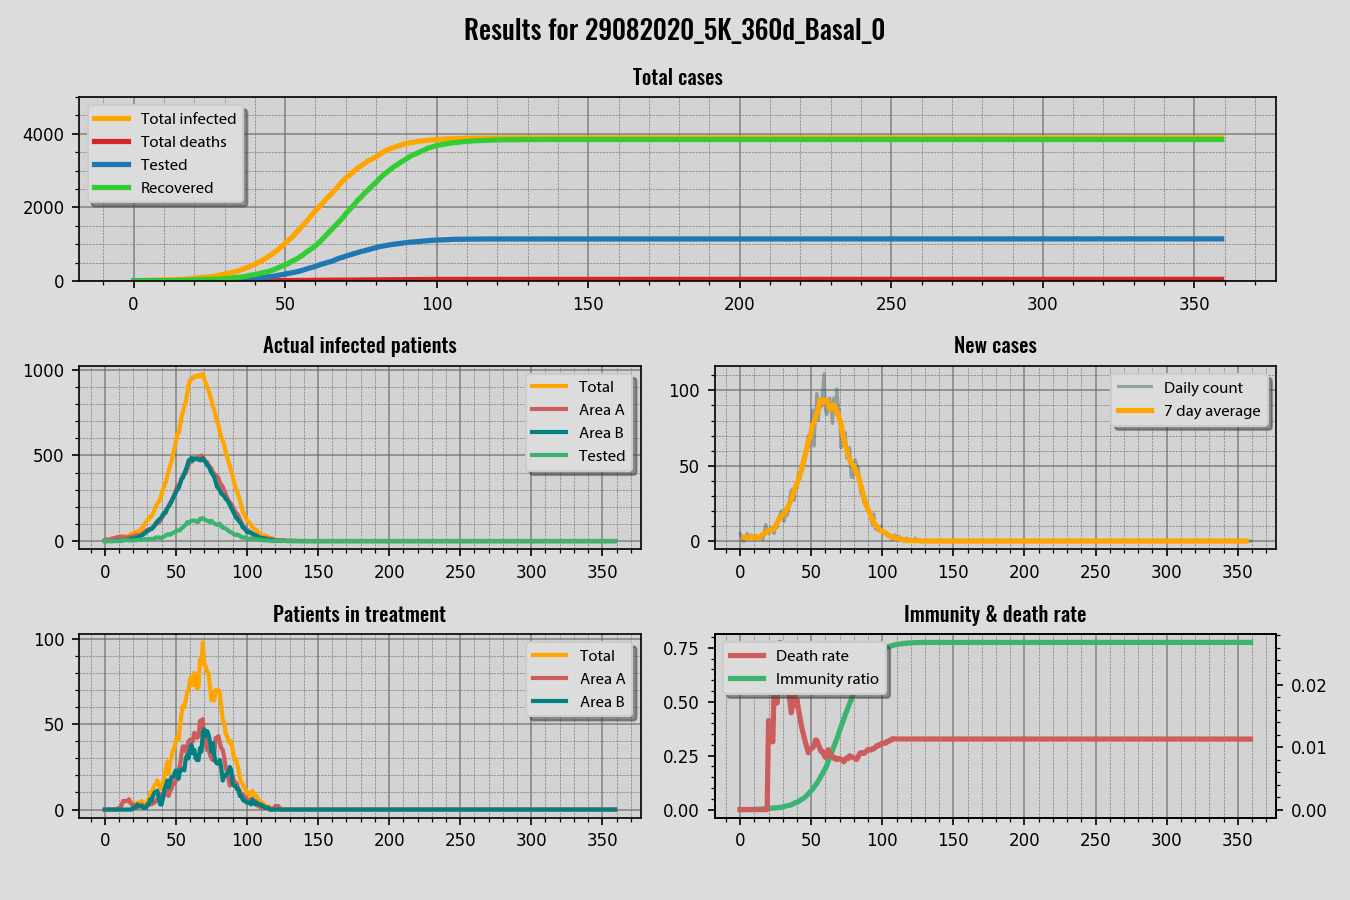 Results for 29082020_5K_360d_Basal_0
Total cases
Total infected
Total deaths
Tested
Recovered
4000
2000
0
0 50 100 150 200 250 300 350
Actual infected patients
Total
Area A
Area B
Tested
1000
500
0
0 50 100 150 200 250 300 350
New cases
Daily count
7 day average
100
50
0
0 50 100 150 200 250 300 350
Patients in treatment
Total
Area A
Area B
100
50
0
0 50 100 150 200 250 300 350
Immunity & death rate
Death rate
Immunity ratio
0.75
0.50
0.25
0.00
0.02
0.01
0.00
0 50 100 150 200 250 300 350